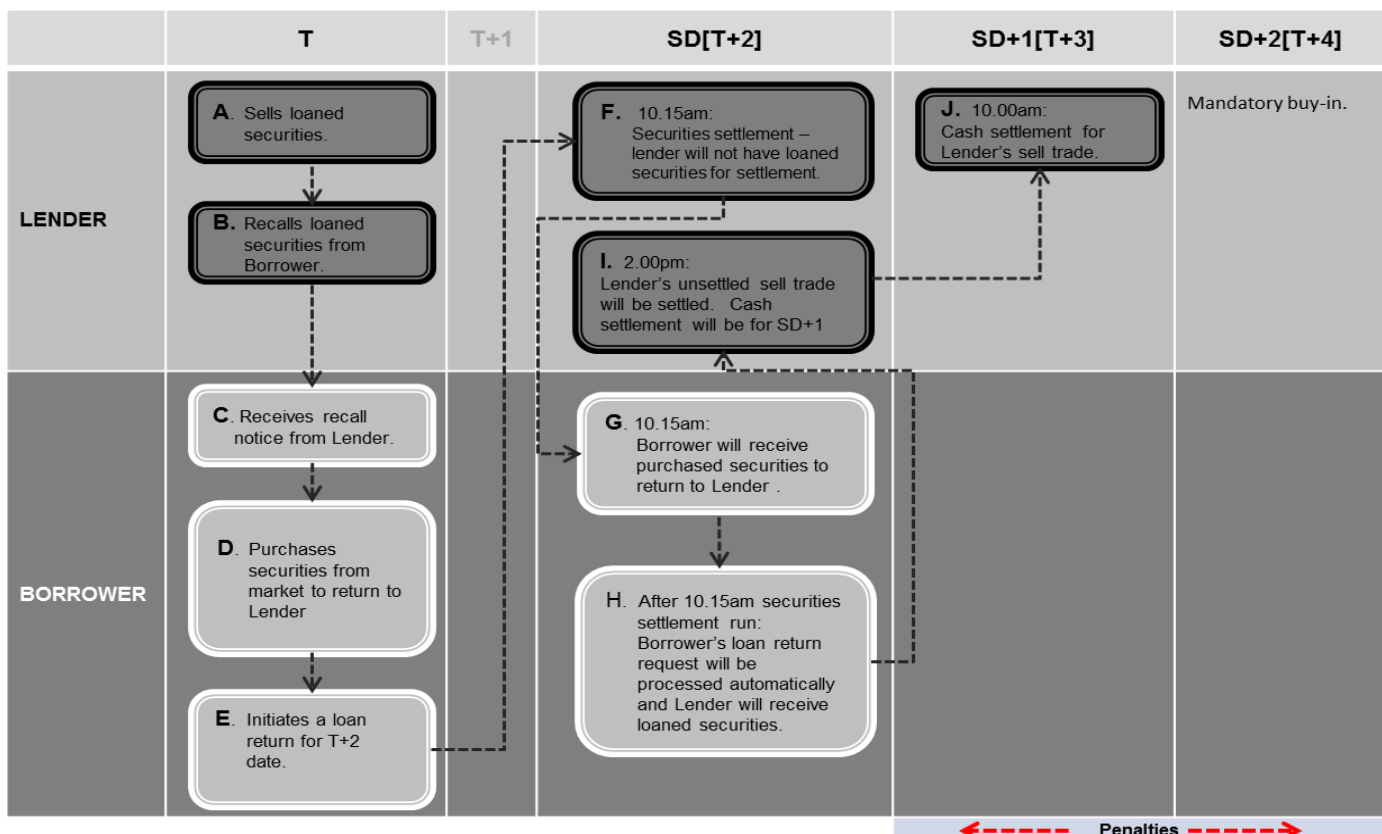 T
T+1
SD[T+2]
SD+1[T+3]
SD+2[T+4]
LENDER
A. Sells loaned
securities.
B. Recalls loaned
securities from
Borrower.
F. 10.15am:
Securities settlement –
lender will not have loaned
securities for settlement.
I. 2.00pm:
Lender's unsettled sell trade
will be settled. Cash
settlement will be for SD+1
J. 10.00am:
Cash settlement for
Lender's sell trade.
Mandatory buy-in.
BORROWER
C. Receives recall
notice from Lender.
D. Purchases
securities from
market to return to
Lender
E. Initiates a loan
return for T+2
date.
G. 10.15am:
Borrower will receive
purchased securities to
return to Lender .
H. After 10.15am securities
settlement run:
Borrower's loan return
request will be
processed automatically
and Lender will receive
loaned securities.
Penalties